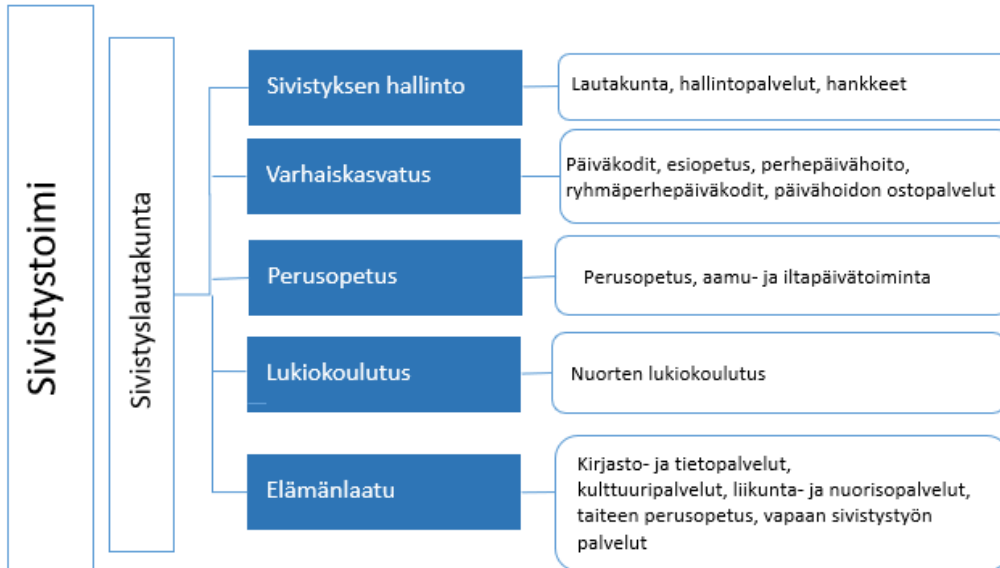 Sivistystoimi
Sivistyslautakunta
Sivistyksen hallinto
Lautakunta, hallintopalvelut, hankkeet
Varhaiskasvatus
Päiväkodit, esiopetus, perhepäivähoito,
ryhmäperhepäiväkodit, päivähoidon ostopalvelut
Perusopetus
Perusopetus, aamu- ja iltapäivätoiminta
Lukiokoulutus
Nuorten lukiokoulutus
Elämänlaatu
Kirjasto- ja tietopalvelut,
kulttuuripalvelut, liikunta- ja nuorisopalvelut,
taiteen perusopetus, vapaan sivistystyön
palvelut